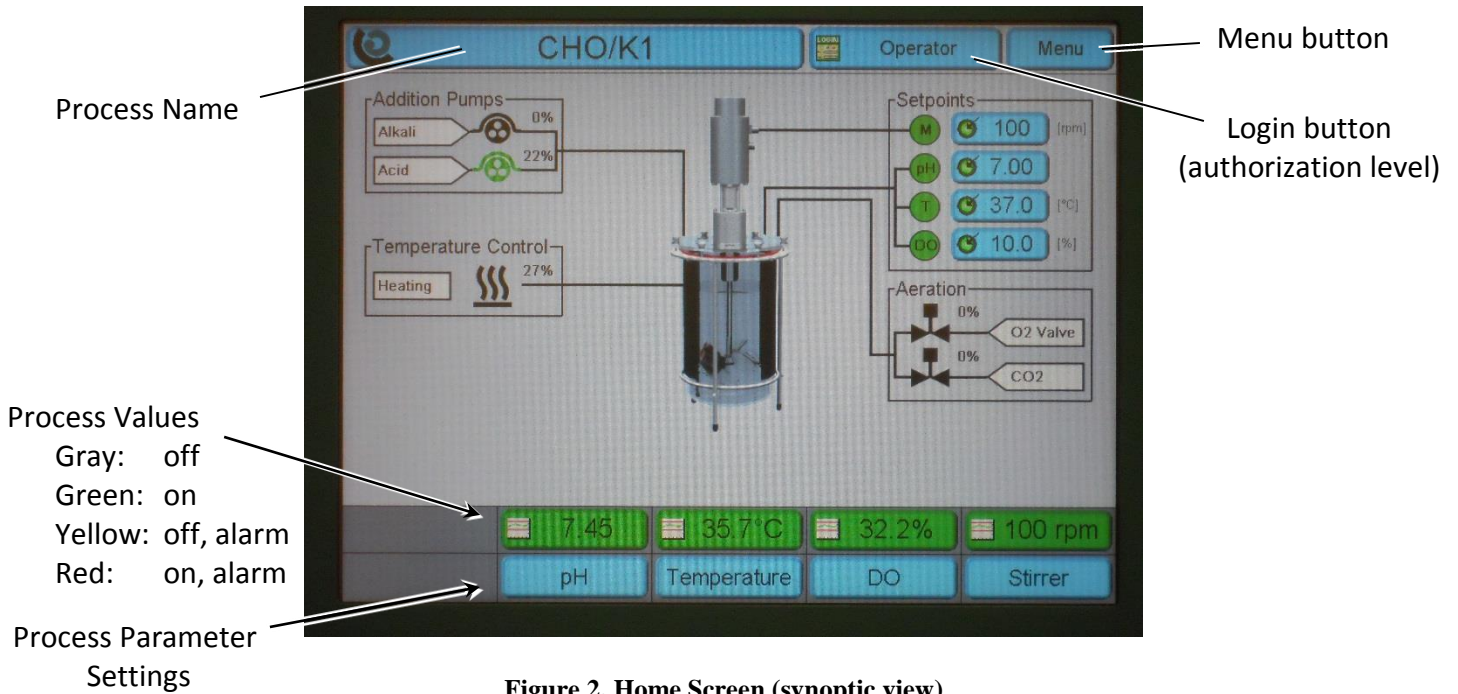 CHO/K1
Operator
Menu
Menu button
Process Name
Login button
(authorization level)
Addition Pumps
Alkali
0%
Acid
22%
Temperature Control
Heating
27%
Setpoints
M
100
[rpm]
pH
7.00
T
37.0
[°C]
DO
10.0
[%]
Aeration
0%
O2 Valve
0%
CO2
Process Values
Gray: off
Green: on
Yellow: off, alarm
Red: on, alarm
7.45
35.7°C
32.2%
100 rpm
pH
Temperature
DO
Stirrer
Process Parameter
Settings
Figure 2. Home Screen (synoptic view)